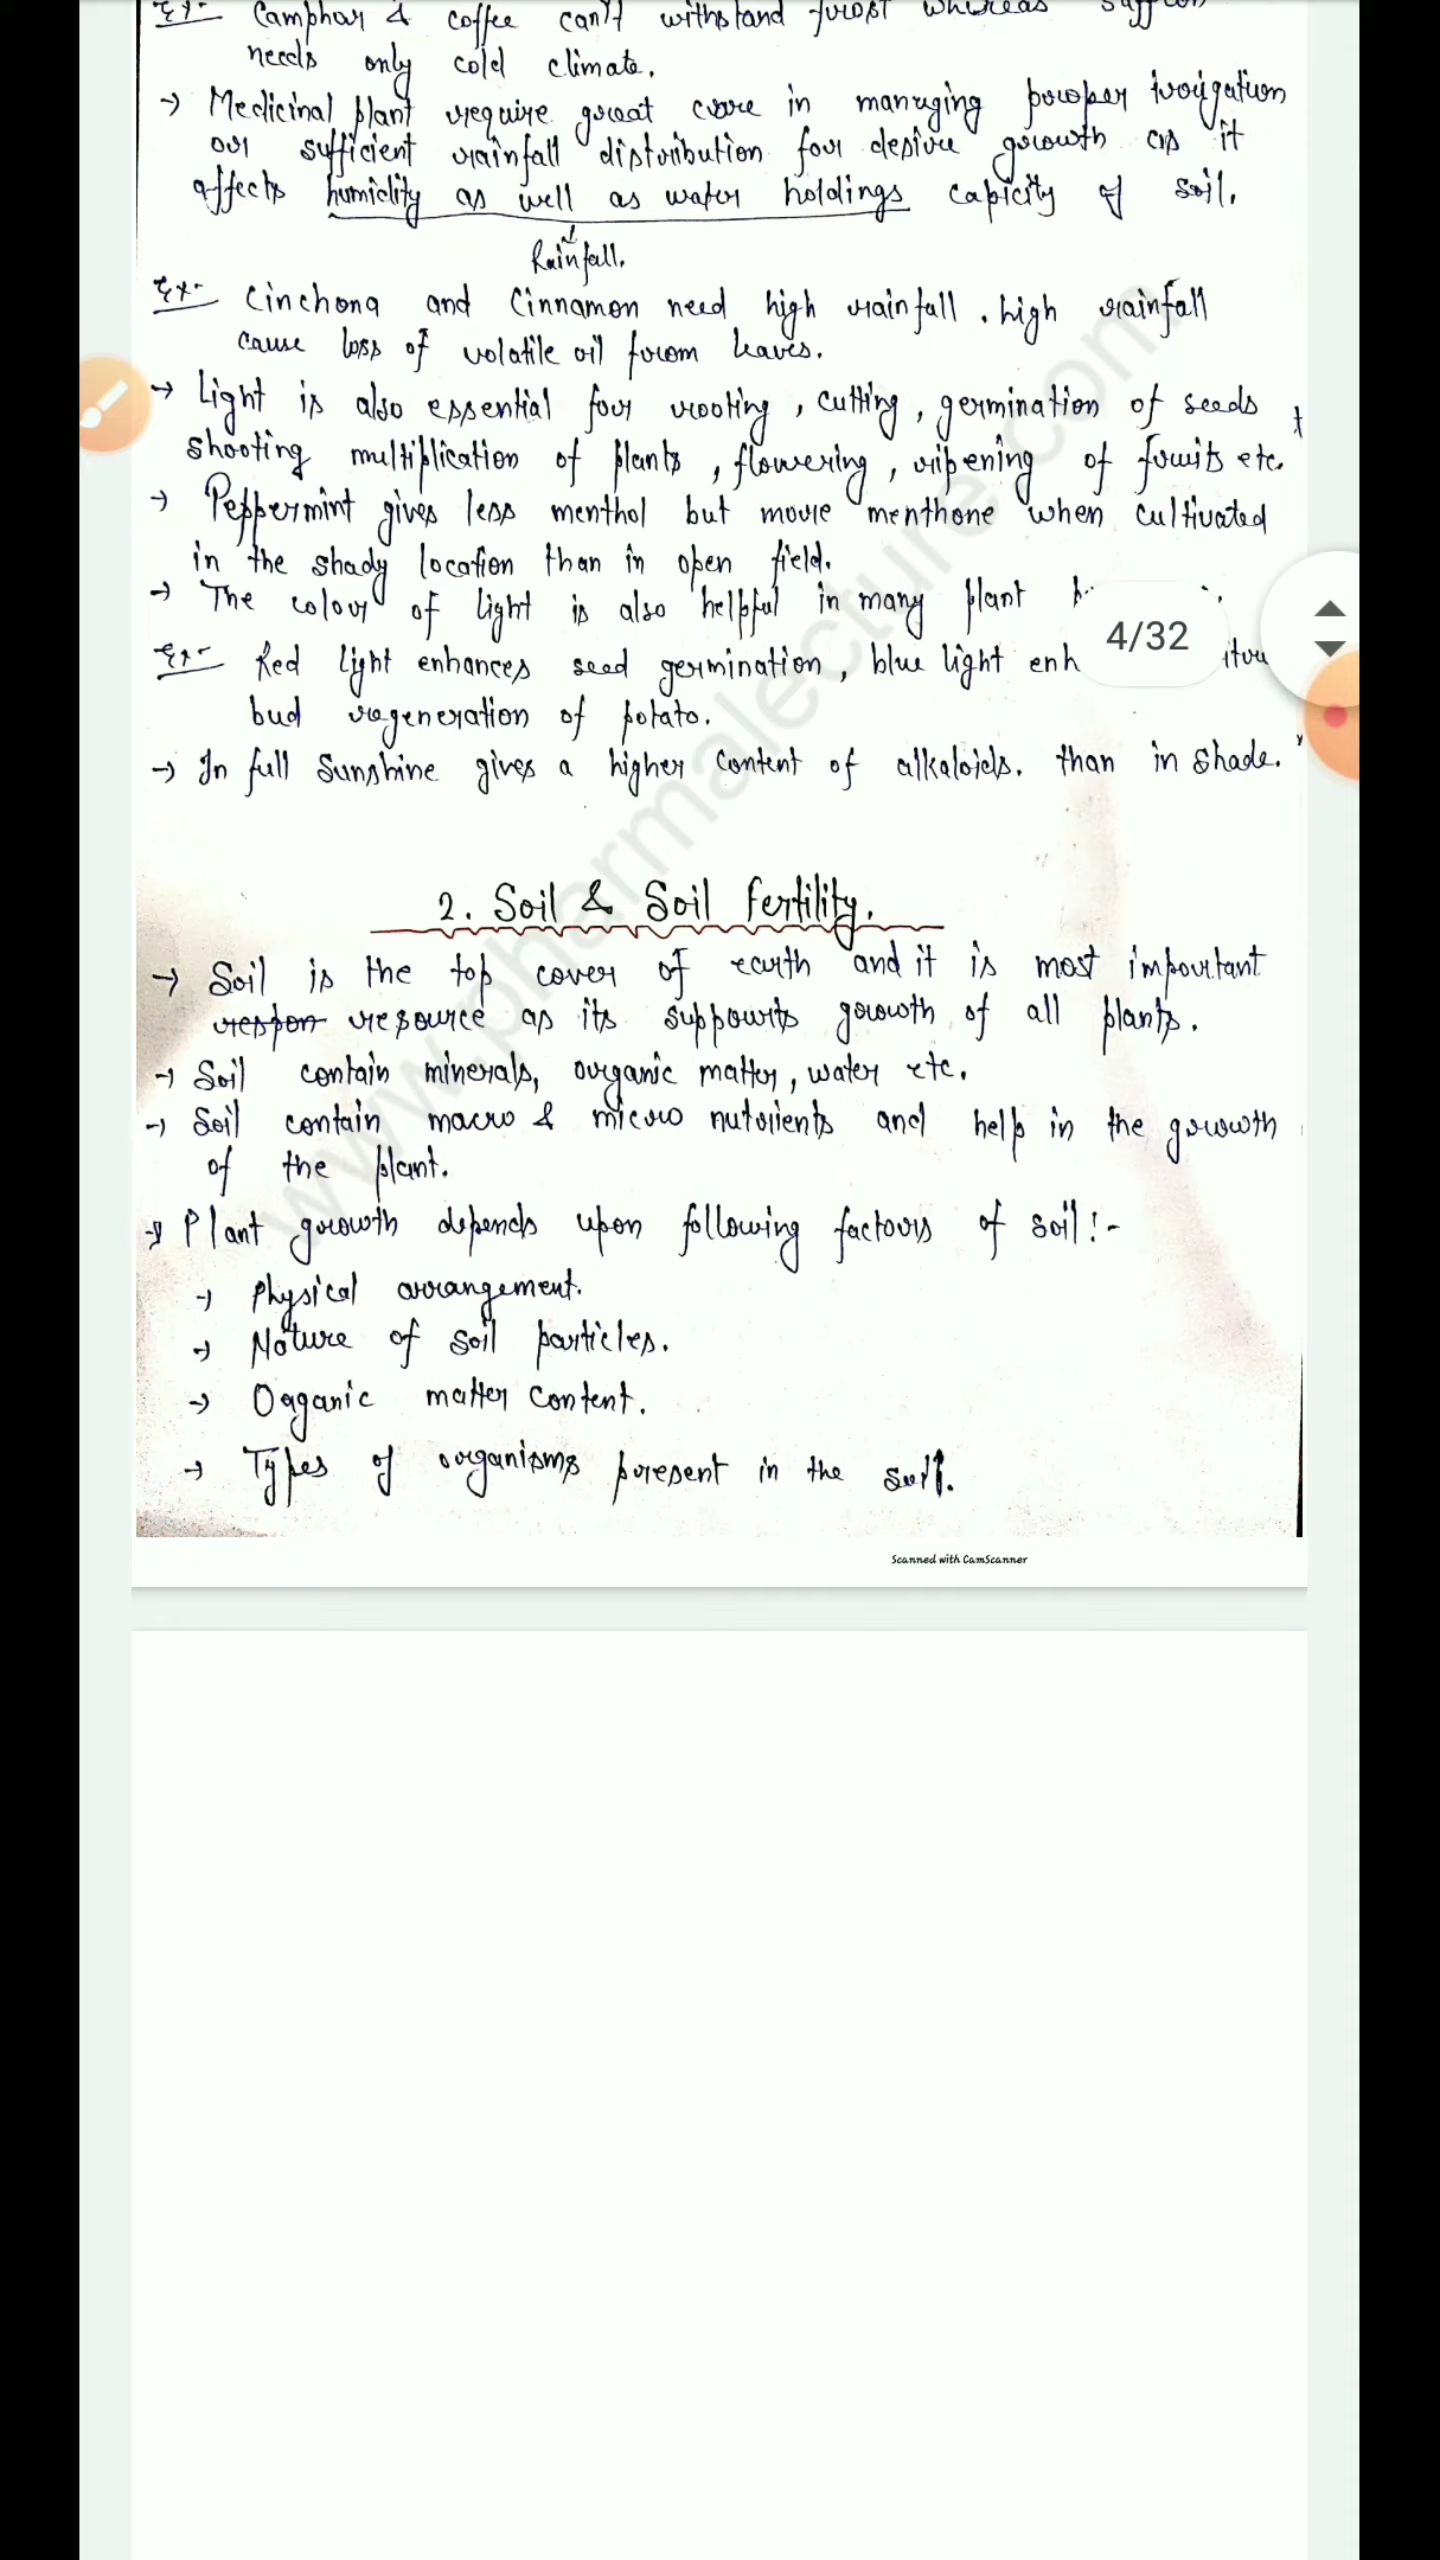 Ex- Camphor & coffee can't withstand frost whereas
needs only cold climate.
→ Medicinal plant require great care in managing proper irrigation
or sufficient rainfall distribution for desire growth as it
affects humidity as well as water holdings capicity of soil.
Rainfall.
Ex- Cinchona and Cinnamon need high rainfall. high rainfall
cause loss of volatile oil from leaves.
→ Light is also essential for rooting, cutting, germination of seeds
shooting multiplication of plants, flowering, ripening of fruits etc.
→ Peppermint gives less menthol but more menthone when cultivated
in the shady location than in open field.
→ The colour of light is also helpful in many plant
4/32
Ex- Red light enhances seed germination, blue light enh
bud regeneration of potato.
→ In full Sunshine gives a higher content of alkaloids. than in shade.
2. Soil & Soil Fertility.
→ Soil is the top cover of earth and it is most important
respon resource as its supports growth of all plants.
→ Soil contain minerals, organic matter, water etc.
→ Soil contain macro & micro nutrients and help in the growth
of the plant.
→ Plant growth depends upon following factors of soil!-
→ Physical arrangement.
→ Nature of soil particles.
→ Oaganic matter content.
→ Types of organisms present in the soil.
Scanned with CamScanner
www.pharmalecture.com